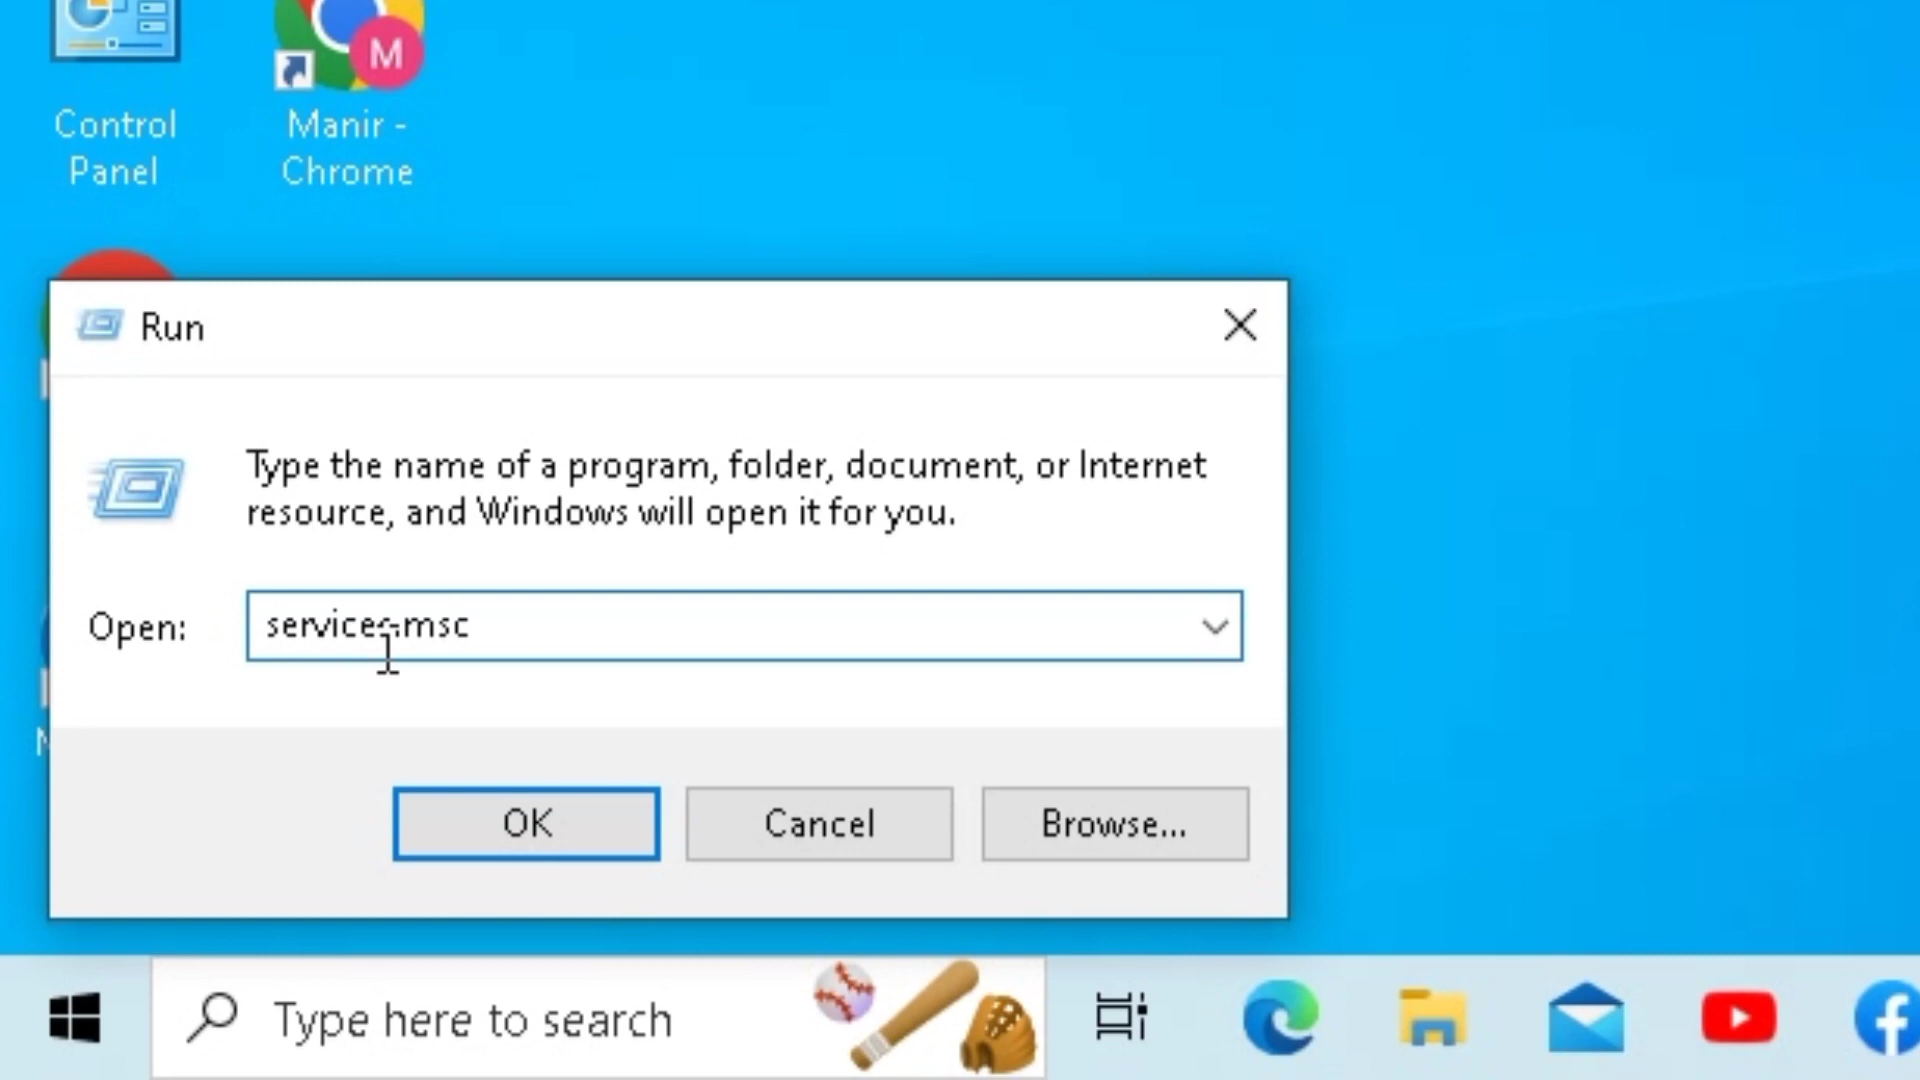 Control
Panel
M
Manir -
Chrome
Run
Type the name of a program, folder, document, or Internet
resource, and Windows will open it for you.
Open:
services.msc
OK
Cancel
Browse...
Type here to search